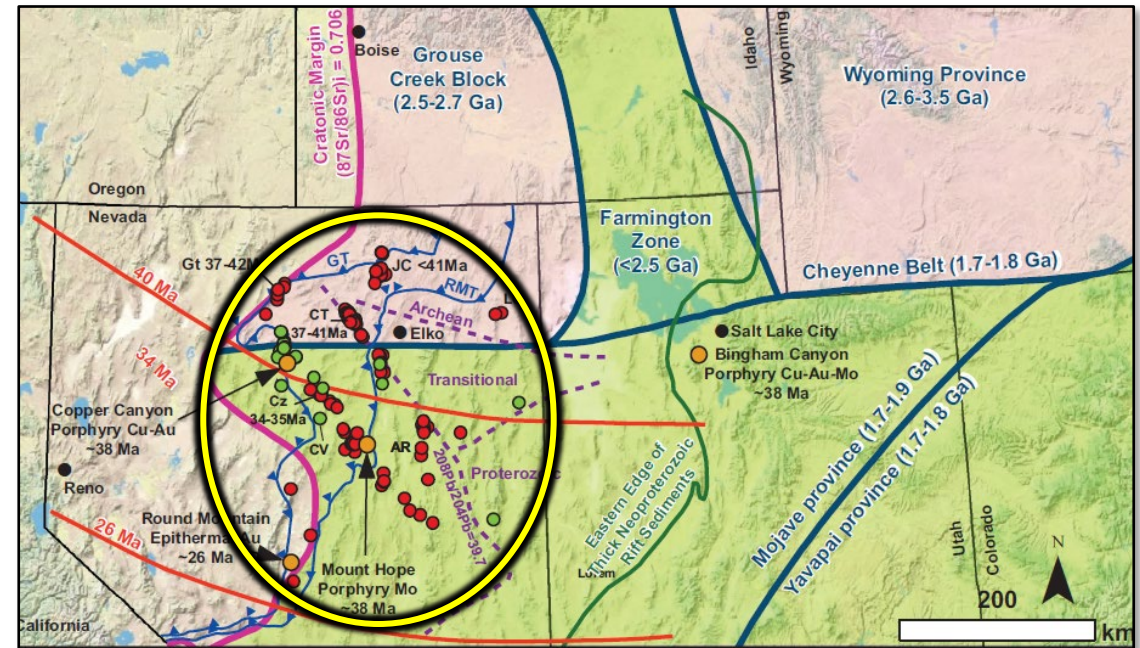 Cratonic Margin
(87Sr/86Sr)i = 0.706
Boise
Grouse
Creek Block
(2.5-2.7 Ga)
Idaho
Wyoming
Wyoming Province
(2.6-3.5 Ga)
Oregon
Nevada
Farmington
Zone
(<2.5 Ga)
Cheyenne Belt (1.7-1.8 Ga)
40 Ma
Gt 37-42M
GT
JC <41Ma
RMT
CT
37-41Ma
Archean
Elko
Salt Lake City
Bingham Canyon
Porphyry Cu-Au-Mo
~38 Ma
34 Ma
Transitional
Copper Canyon
Porphyry Cu-Au
~38 Ma
Cz
34-35Ma
CV
AR
208Pb/204Pb=39.7
Proterozoic
Reno
26 Ma
Round Mountain
Epithermal Au
~26 Ma
Mount Hope
Porphyry Mo
~38 Ma
Eastern Edge of
Thick Neoproterozoic
Rift Sediments
Mojave province (1.7-1.9 Ga)
Yavapai province (1.7-1.8 Ga)
Utah
Colorado
N
200
km
California